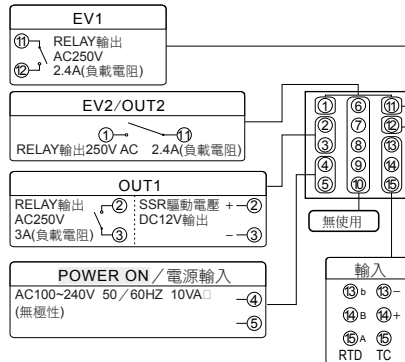 EV1
⑪ RELAY輸出
AC250V
⑫ 2.4A(負載電阻)
EV2/OUT2
① ⑪
RELAY輸出250V AC 2.4A(負載電阻)
OUT1
RELAY輸出 ② SSR驅動電壓 + ②
AC250V DC12V輸出
3A(負載電阻) ③ - ③
POWER ON/電源輸入
AC100~240V 50/60HZ 10VA
(無極性) ④
⑤
① ⑥ ⑪
② ⑦ ⑫
③ ⑧ ⑬
④ ⑨ ⑭
⑤ ⑩ ⑮
無使用
輸入
⑬ b ⑬ -
⑭ B ⑭ +
⑮ A ⑮
RTD TC